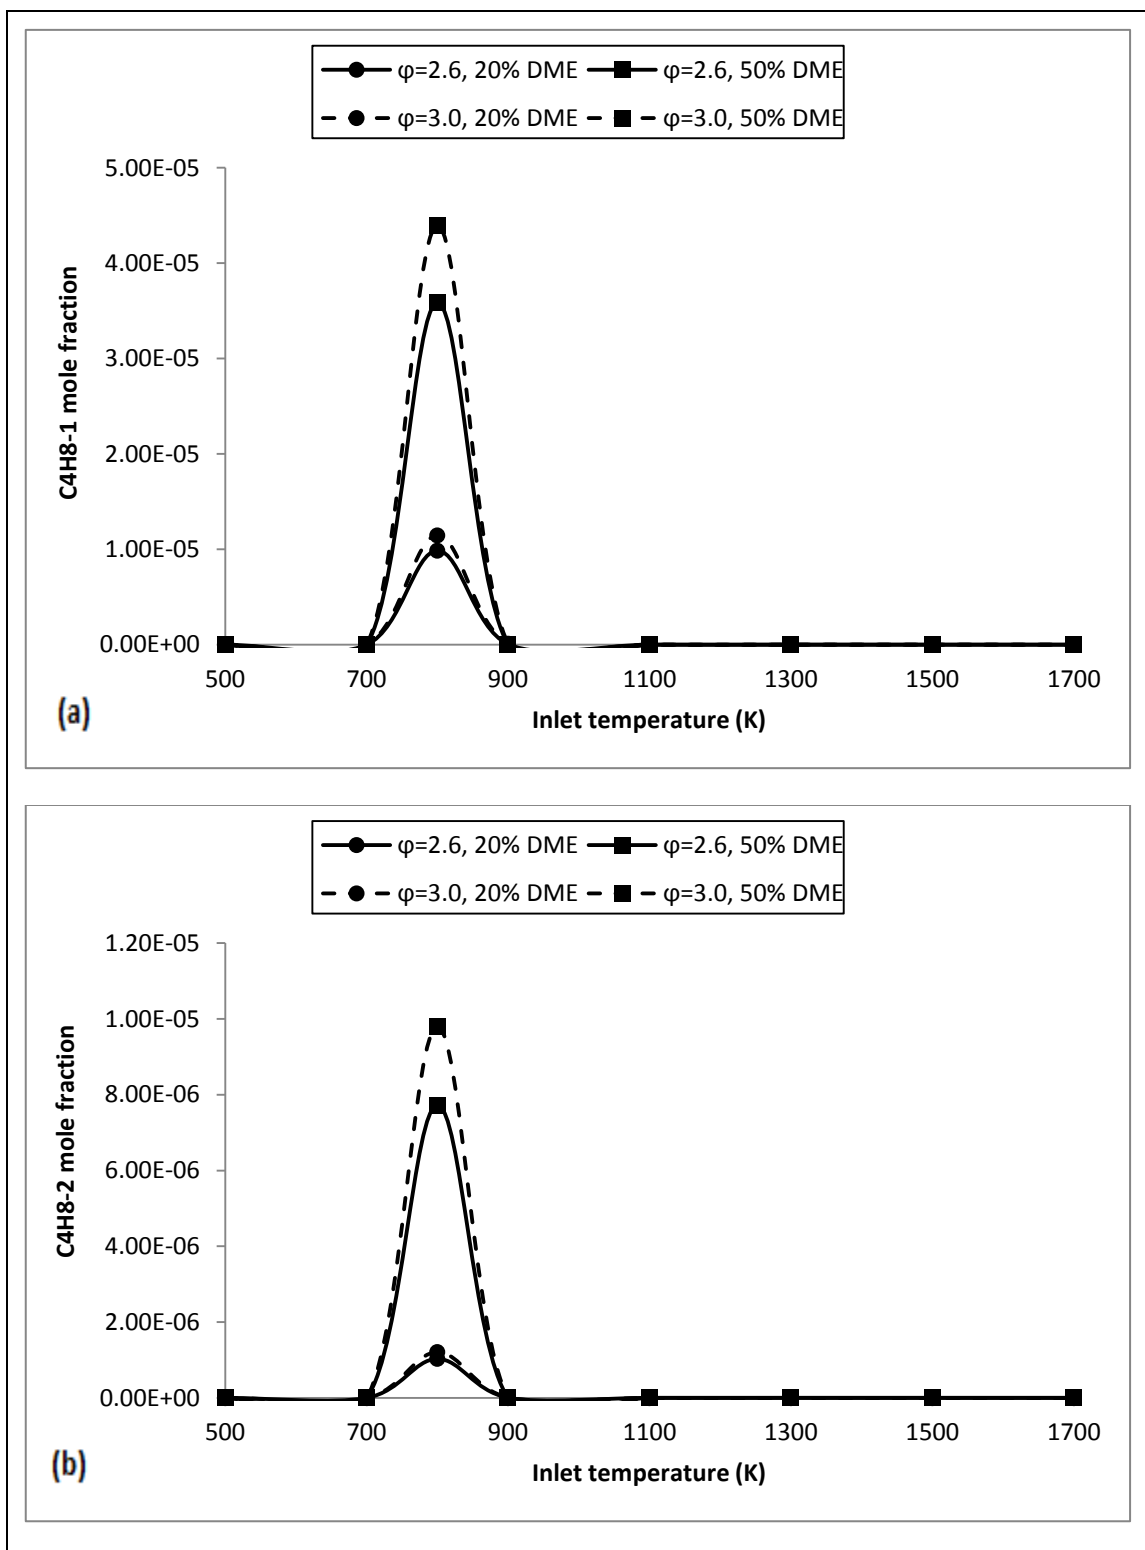 φ=2.6, 20% DME φ=2.6, 50% DME
φ=3.0, 20% DME φ=3.0, 50% DME
5.00E-05
4.00E-05
3.00E-05
2.00E-05
1.00E-05
0.00E+00
C4H8-1 mole fraction
500 700 900 1100 1300 1500 1700
Inlet temperature (K)
(a)
φ=2.6, 20% DME φ=2.6, 50% DME
φ=3.0, 20% DME φ=3.0, 50% DME
1.20E-05
1.00E-05
8.00E-06
6.00E-06
4.00E-06
2.00E-06
0.00E+00
C4H8-2 mole fraction
500 700 900 1100 1300 1500 1700
Inlet temperature (K)
(b)